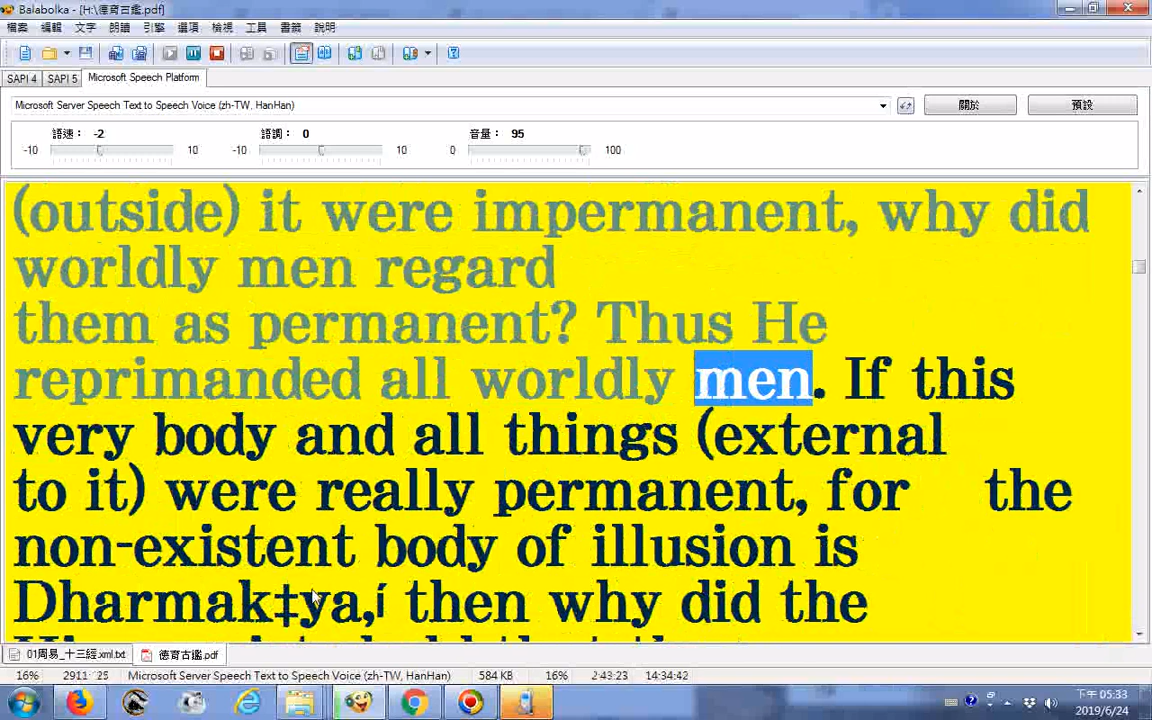 Balabolka - [H:\德育古鑑.pdf]
檔案 編輯 文字 朗讀 引擎 選項 檢視 工具 書籤 說明
SAPI 4 SAPI 5 Microsoft Speech Platform
Microsoft Server Speech Text to Speech Voice (zh-TW, HanHan) 關於 預設
語速： -2 語調： 0 音量： 95
-10 10 -10 10 0 100
(outside) it were impermanent, why did
worldly men regard
them as permanent? Thus He
reprimanded all worldly men. If this
very body and all things (external
to it) were really permanent, for the
non-existent body of illusion is
Dharmak‡ya,í then why did the
01周易_十三經.xml.txt 德育古鑑.pdf
16% Microsoft Server Speech Text to Speech Voice (zh-TW, HanHan) 584 KB 16% 2:43:23 14:34:42
下午 05:33
2019/6/24